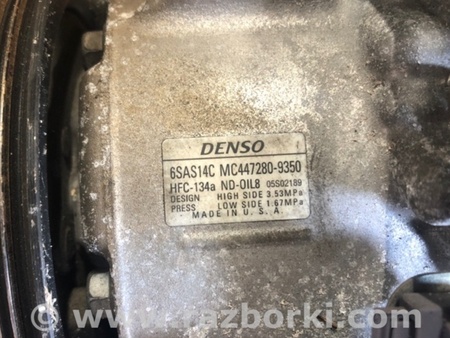 DENSO
6SAS14C MC447280-9350
HFC-134a ND-OIL8 05S02189
DESIGN HIGH SIDE 3.53MPa
PRESS LOW SIDE 1.67MPa
MADE IN U.S.A
www.razborki.com